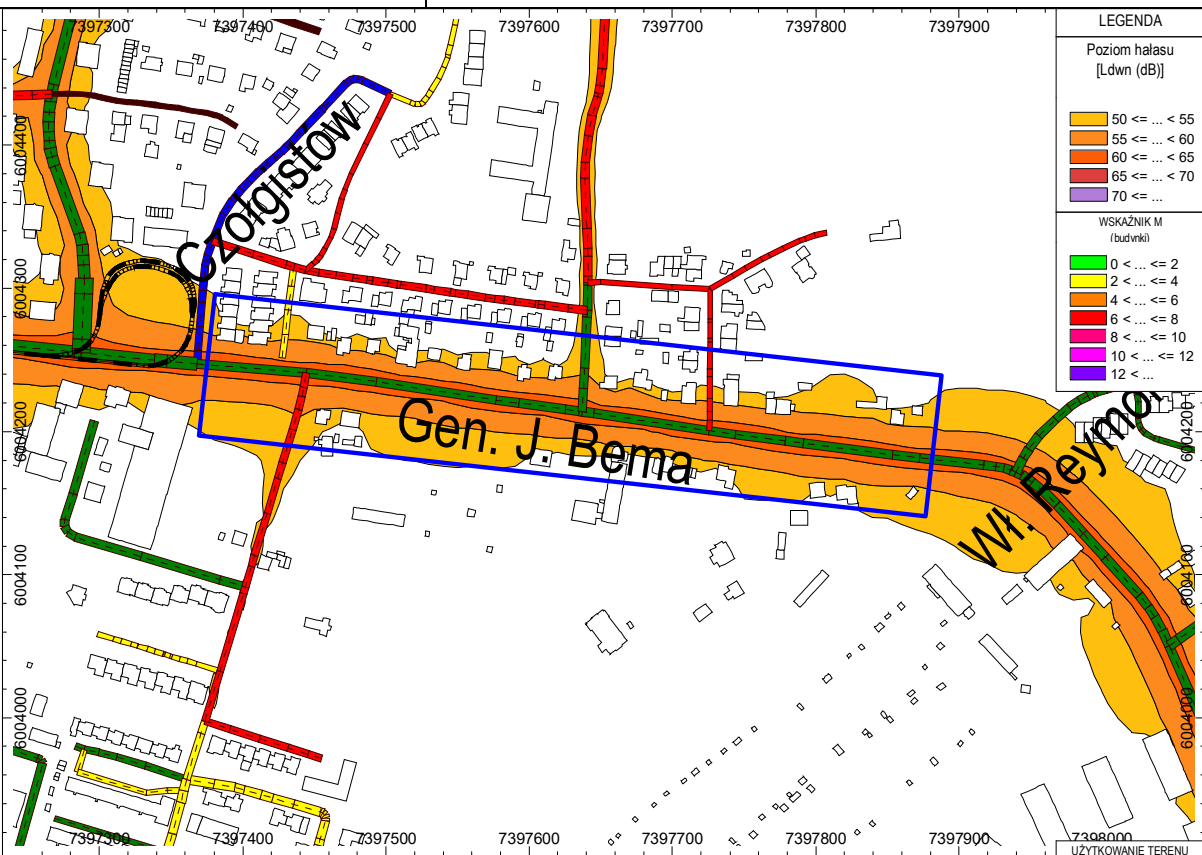 7397300 7397400 7397500 7397600 7397700 7397800 7397900
LEGENDA
Poziom hałasu
[Ldwn (dB)]
50 <= ... < 55
55 <= ... < 60
60 <= ... < 65
65 <= ... < 70
70 <= ...
WSKAŹNIK M
(budynki)
0 < ... <= 2
2 < ... <= 4
4 < ... <= 6
6 < ... <= 8
8 < ... <= 10
10 < ... <= 12
12 < ...
6004400
Czołgistow
6004300
6004200 6004200
Gen. J. Bema
Wł. Reymon
6004100 6004100
6004000 6004000
7397300 7397400 7397500 7397600 7397700 7397800 7397900 7398000
UŻYTKOWANIE TERENU